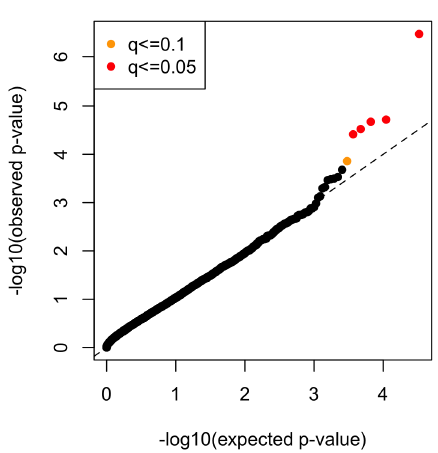 q<=0.1
q<=0.05
-log10(observed p-value)
6
5
4
3
2
1
0
0 1 2 3 4
-log10(expected p-value)